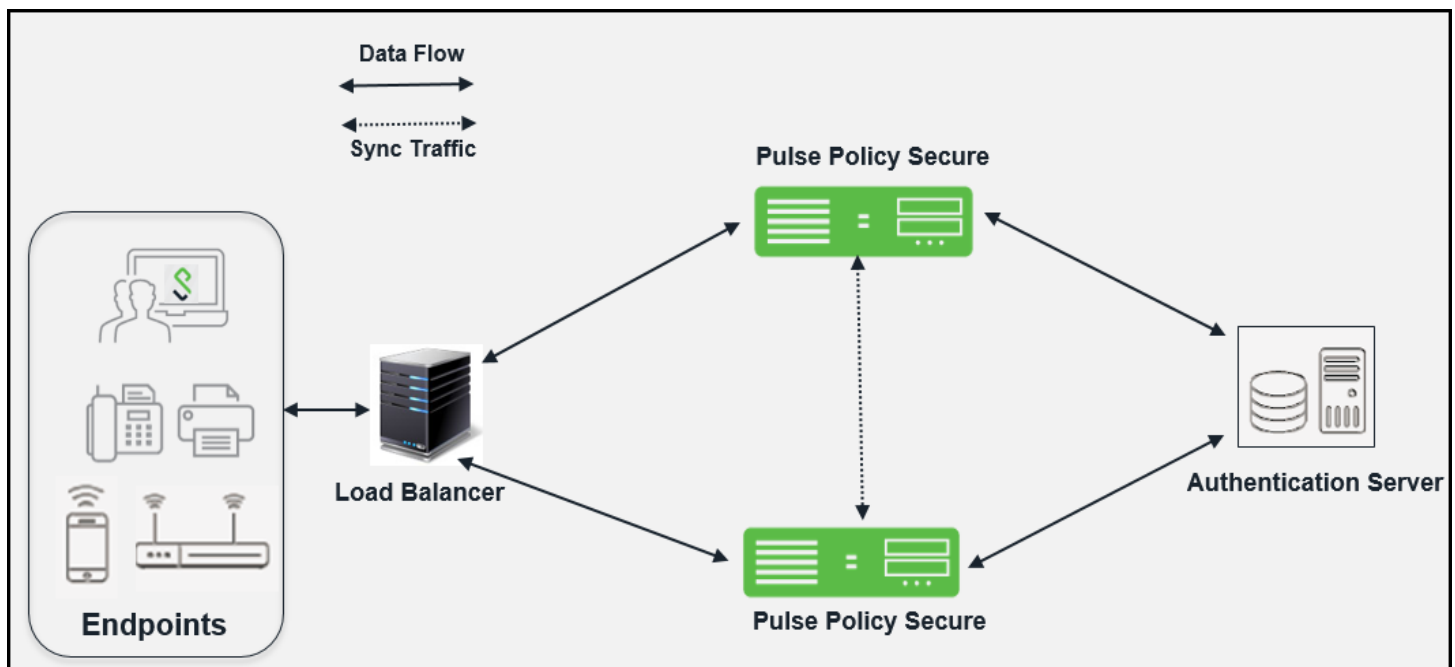 Data Flow
Sync Traffic
Pulse Policy Secure
Load Balancer
Authentication Server
Pulse Policy Secure
Endpoints